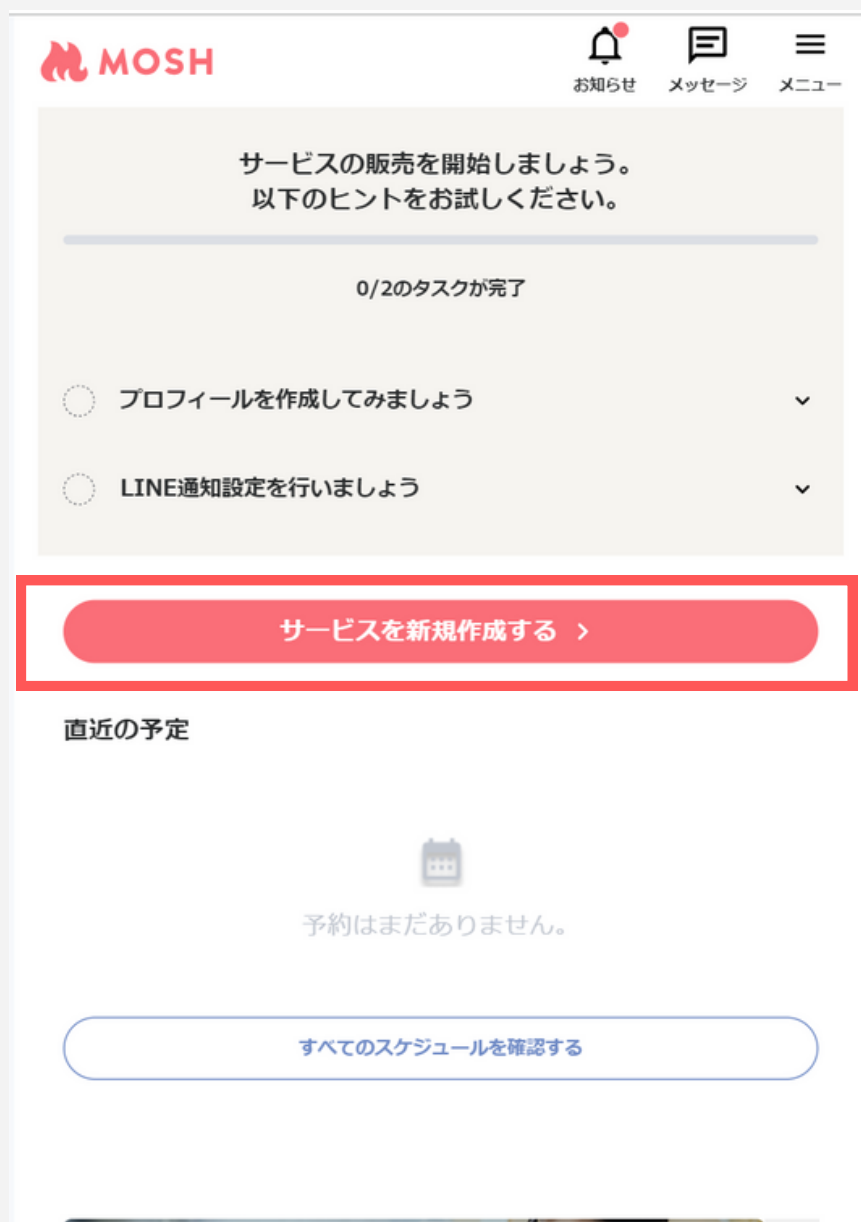 MOSH
お知らせ
メッセージ
メニュー
サービスの販売を開始しましょう。
以下のヒントをお試しください。
0/2のタスクが完了
プロフィールを作成してみましょう
LINE通知設定を行いましょう
サービスを新規作成する
直近の予定
予約はまだありません。
すべてのスケジュールを確認する